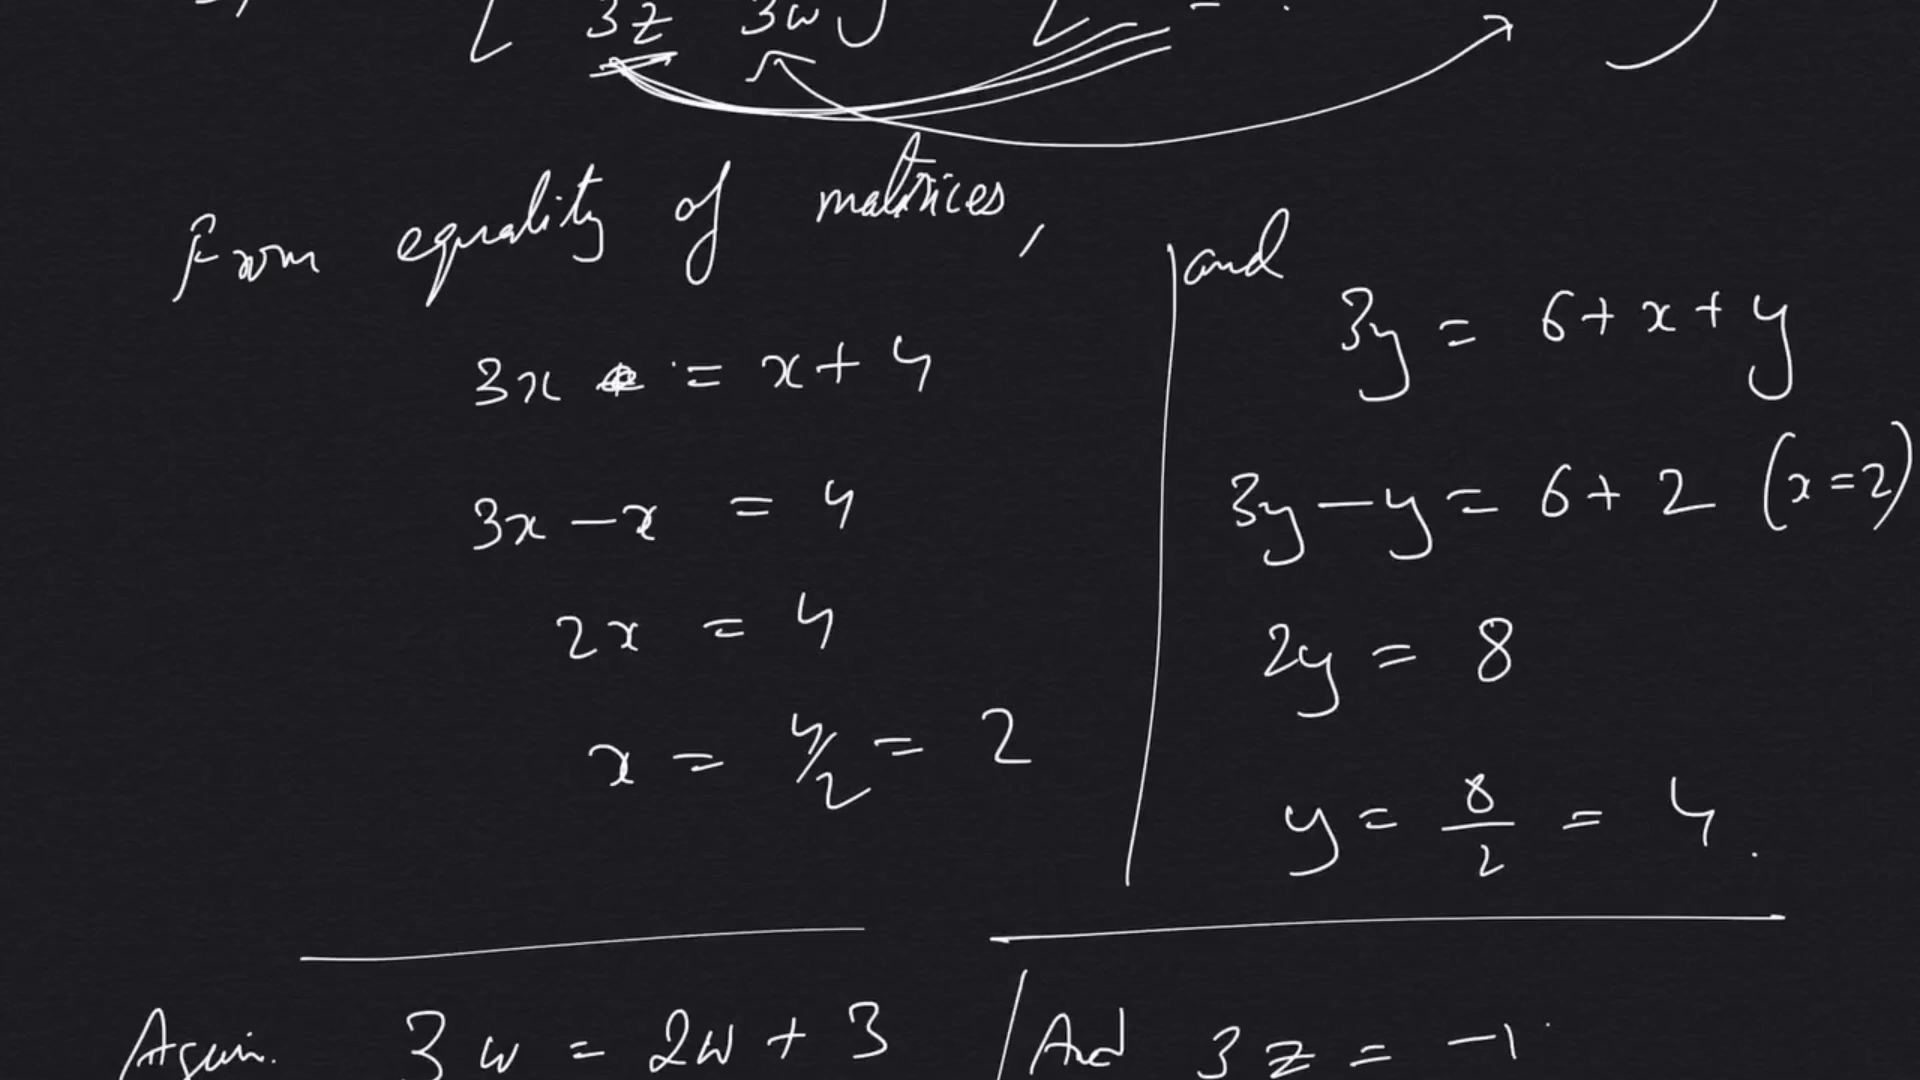 3z 3w
From equality of matrices,
3x = x + 4
3x - x = 4
2x = 4
x = 4/2 = 2
and
3y = 6 + x + y
3y - y = 6 + 2 (x = 2)
2y = 8
y = 8/2 = 4.
Again. 3w = 2w + 3
And 3z = -1